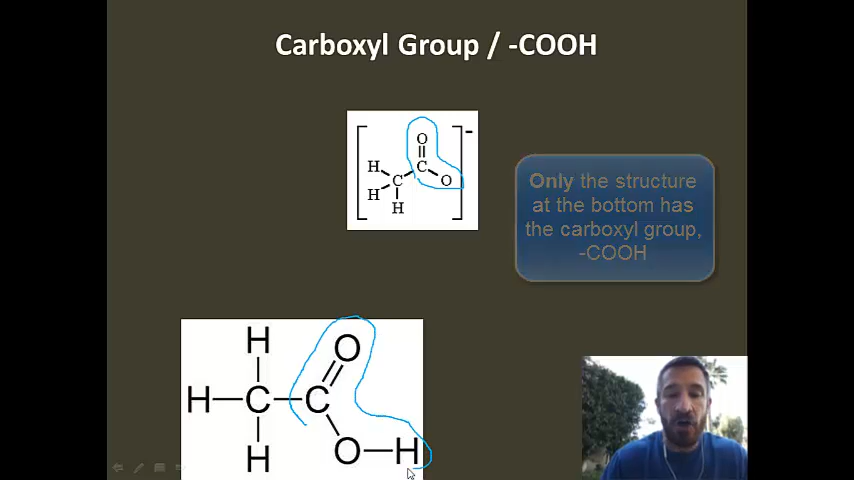 Carboxyl Group / -COOH
O
H
C
C
O
H
H
-
Only the structure
at the bottom has
the carboxyl group,
-COOH
H
O
H
C
C
H
O
H